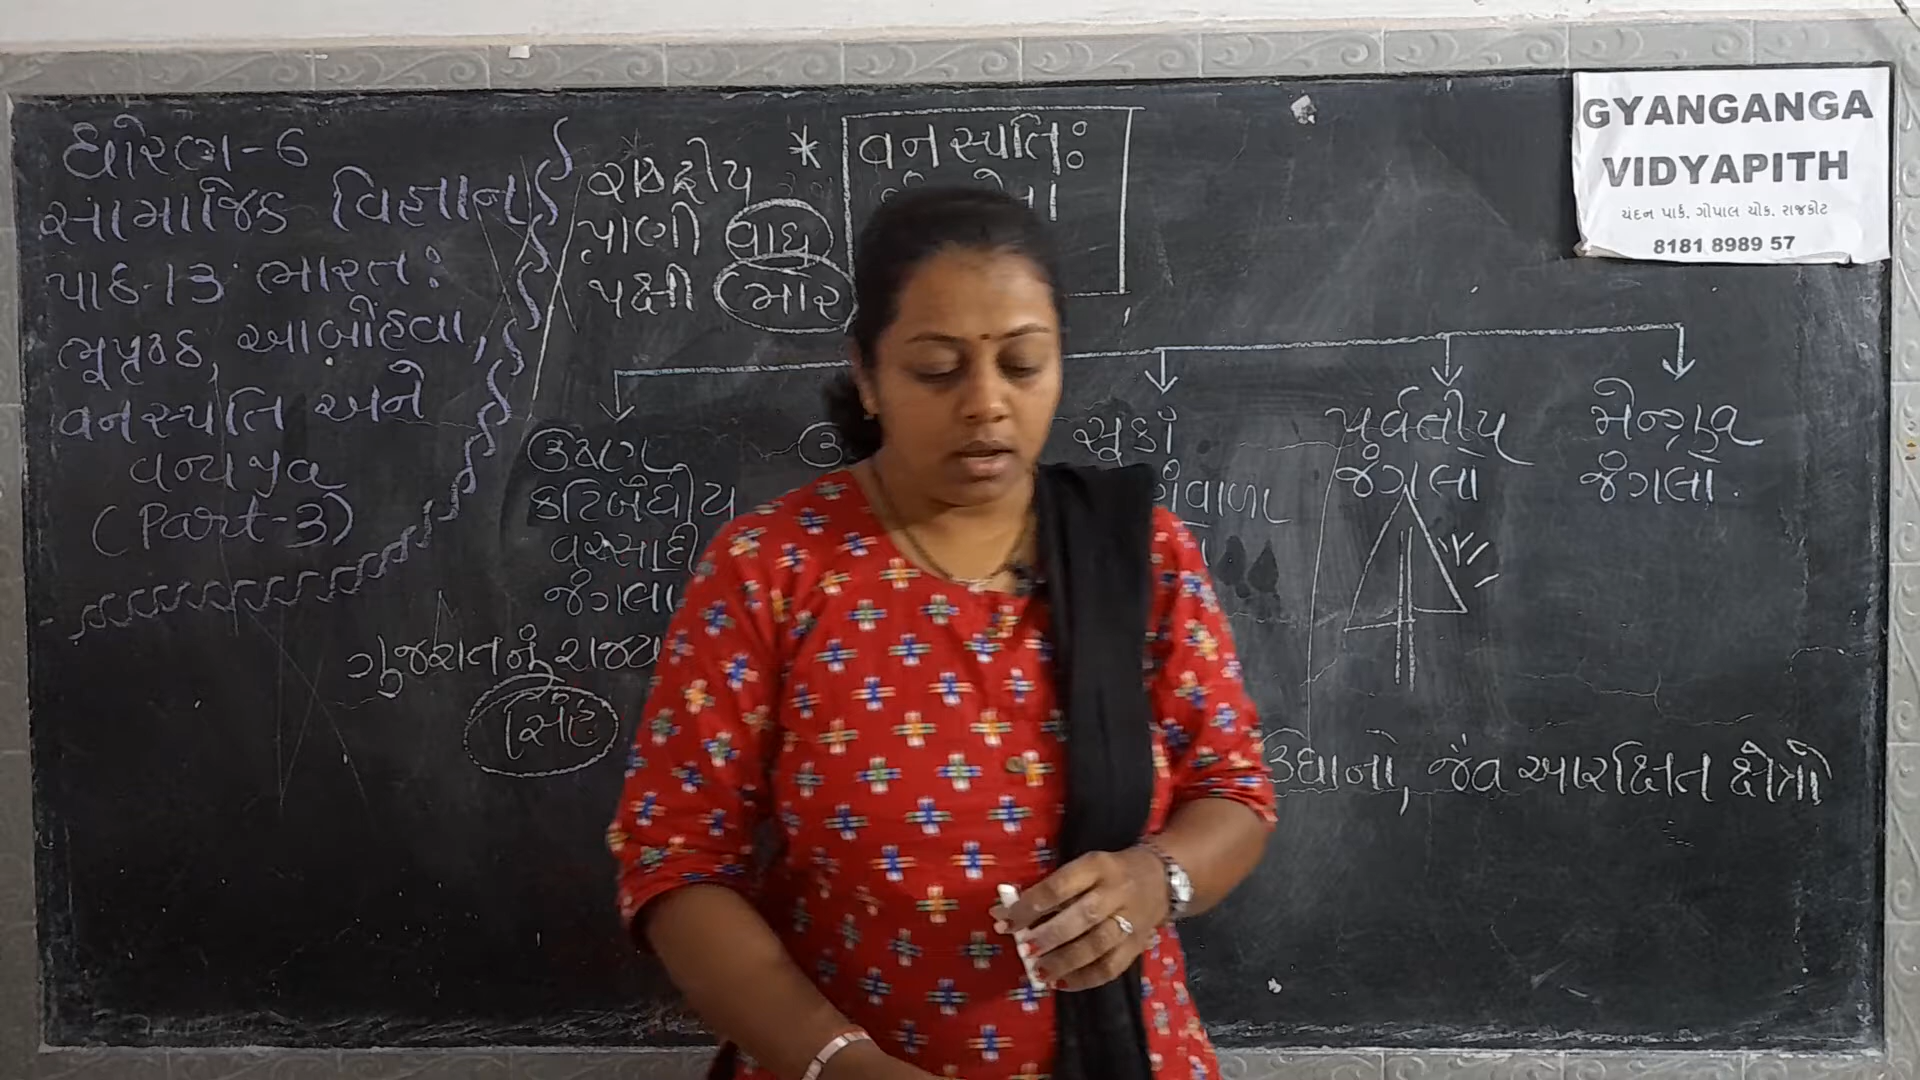 ધોરણ-6
સામાજિક વિજ્ઞાન
પાઠ-13 ભારત:
ભૂપૃષ્ઠ, આબોહવા,
વનસ્પતિ અને
વન્યજીવ
(Part-3)
રાષ્ટ્રીય
પ્રાણી વાઘ
પક્ષી મોર
* વનસ્પતિ:
ઉષ્ણ
કટિબંધીય
વરસાદી
જંગલો
સૂકાં
પર્વતીય
જંગલો
મેન્ગ્રુવ
જંગલો.
ગુજરાતનું રાજ્ય
સિંહ
ઉદ્યાનો, જૈવ આરક્ષિત ક્ષેત્રો
GYANGANGA
VIDYAPITH
ચંદન પાર્ક. ગોપાલ ચોક. રાજકોટ
8181 8989 57